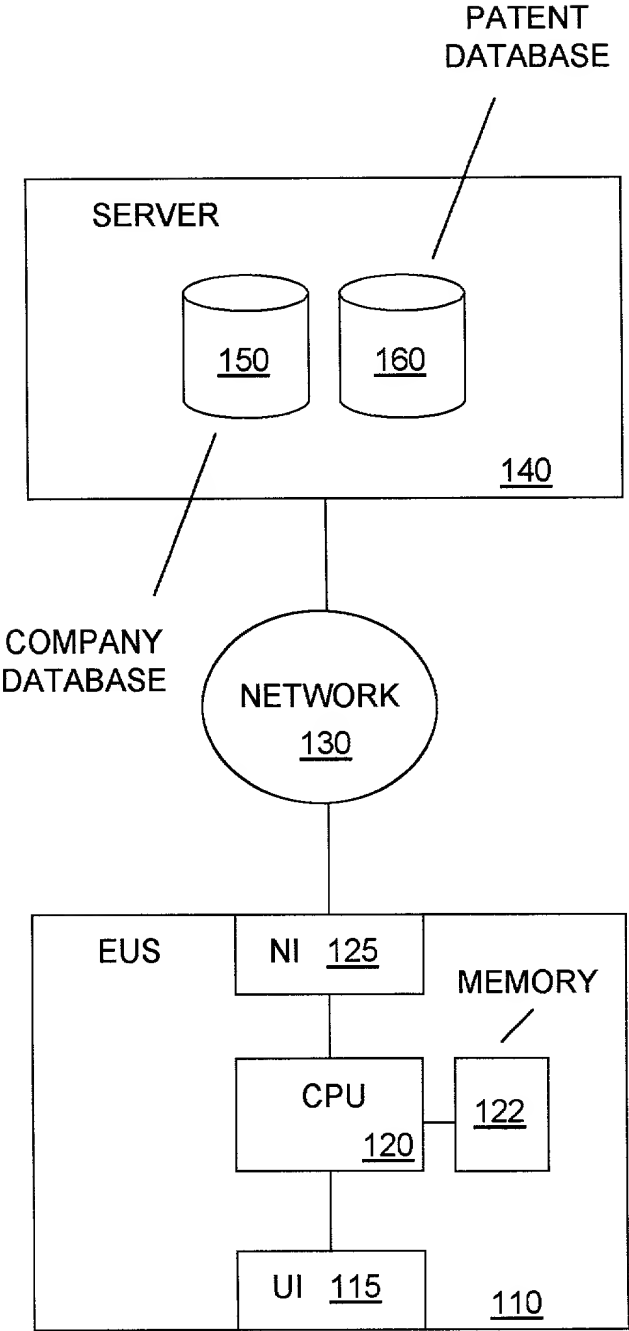 PATENT
DATABASE
SERVER
150
160
140
COMPANY
DATABASE
NETWORK
130
EUS
NI 125
MEMORY
CPU
120
122
UI 115
110